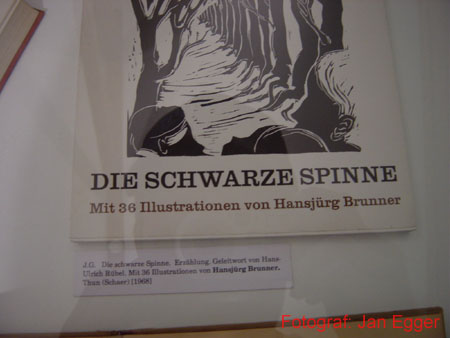 DIE SCHWARZE SPINNE
Mit 36 Illustrationen von Hansjürg Brunner
J.G. Die schwarze Spinne. Erzählung. Geleitwort von Hans-
Ulrich Rübel. Mit 36 Illustrationen von Hansjürg Brunner.
Thun (Schaer) [1968]
Fotograf: Jan Egger